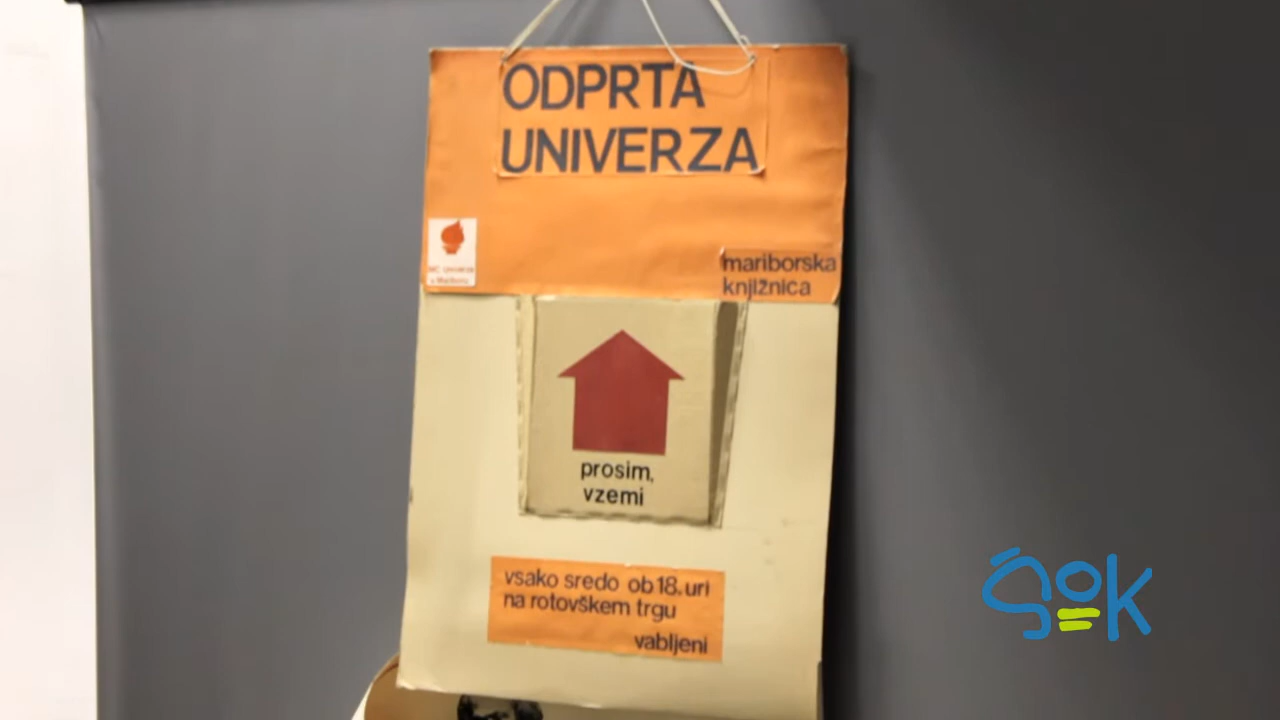 ODPRTA
UNIVERZA
mariborska
knjižnica
prosim,
vzemi
vsako sredo ob 18. uri
na rotovškem trgu
vabljeni
šok